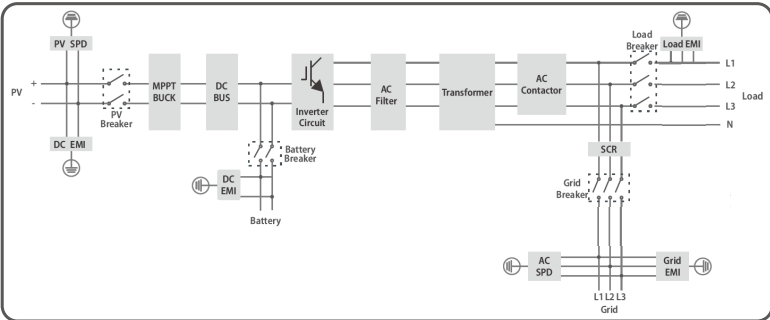 PV SPD
PV
+
-
PV
Breaker
DC EMI
MPPT
BUCK
DC
BUS
Inverter
Circuit
Battery
Breaker
DC
EMI
Battery
AC
Filter
Transformer
AC
Contactor
Load
Breaker
Load EMI
L1
L2
L3
N
Load
SCR
Grid
Breaker
AC
SPD
Grid
EMI
L1 L2 L3
Grid